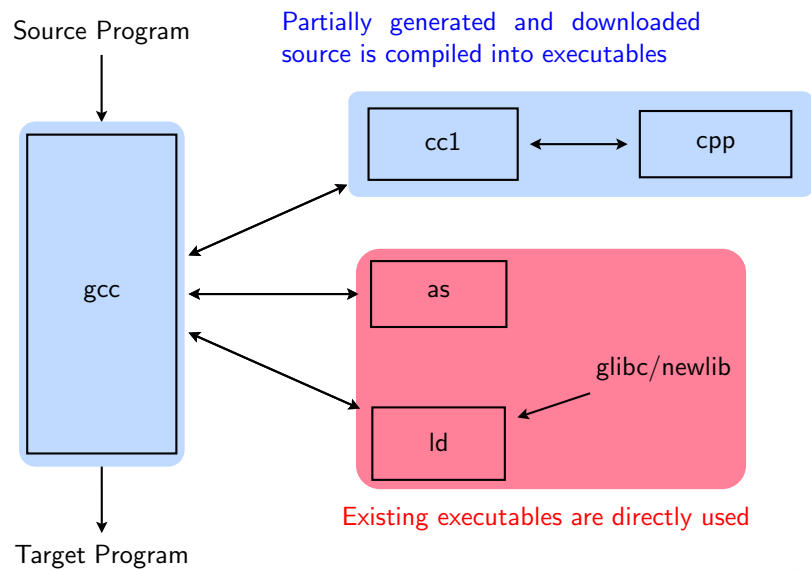 Source Program
Partially generated and downloaded
source is compiled into executables
cc1
cpp
gcc
as
glibc/newlib
ld
Existing executables are directly used
Target Program